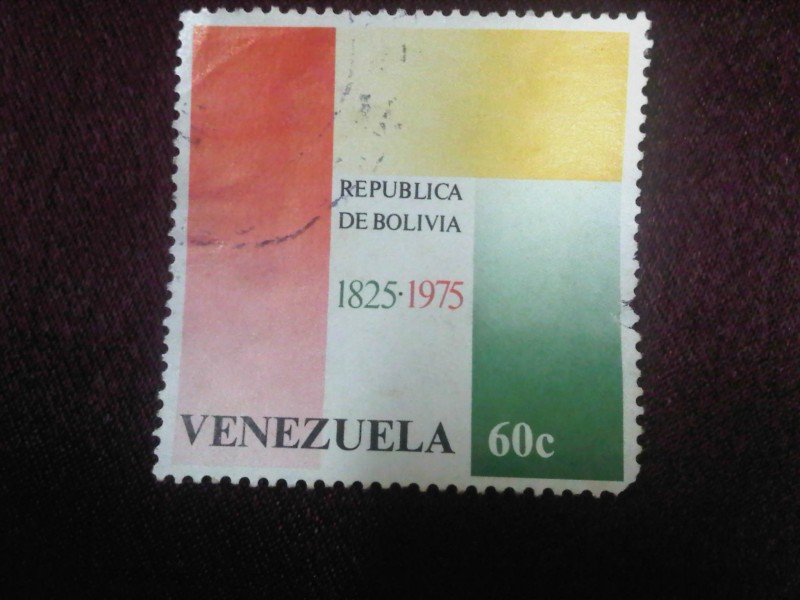 REPUBLICA
DE BOLIVIA
1825·1975
VENEZUELA
60c